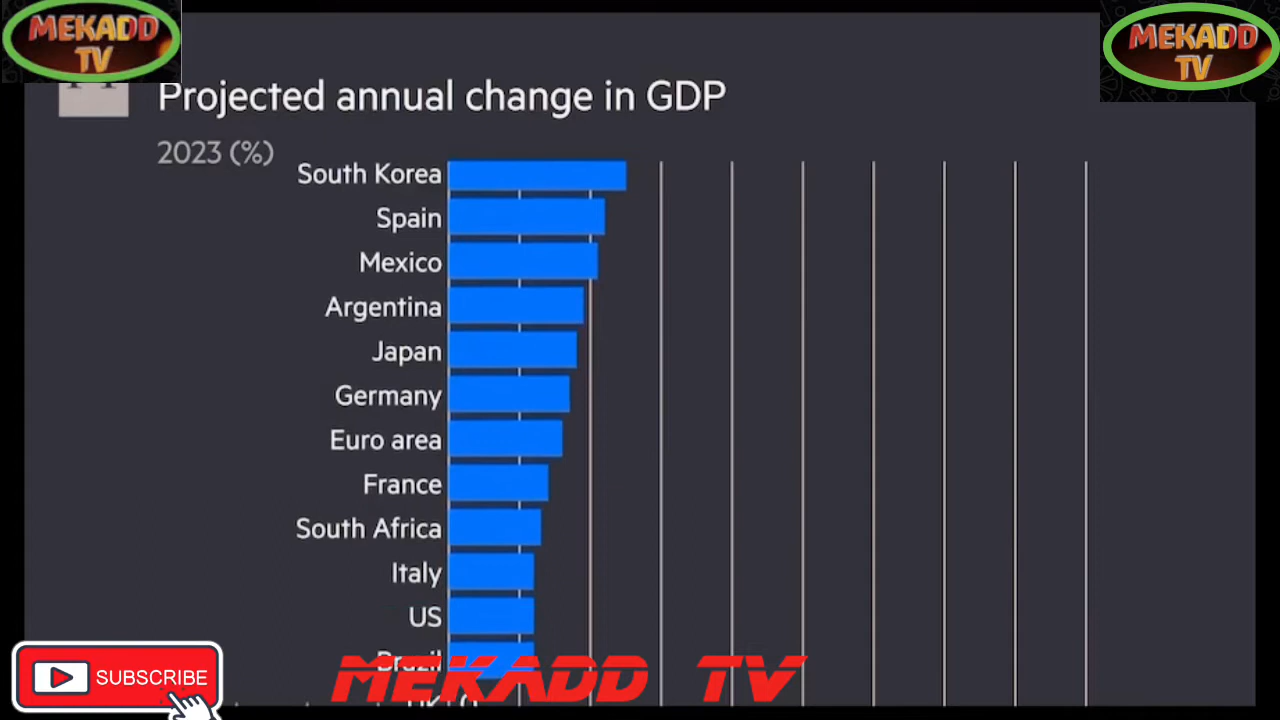 MEKADD
TV
MEKADD
TV
Projected annual change in GDP
2023 (%)
South Korea
Spain
Mexico
Argentina
Japan
Germany
Euro area
France
South Africa
Italy
US
Brazil
SUBSCRIBE
MEKADD TV